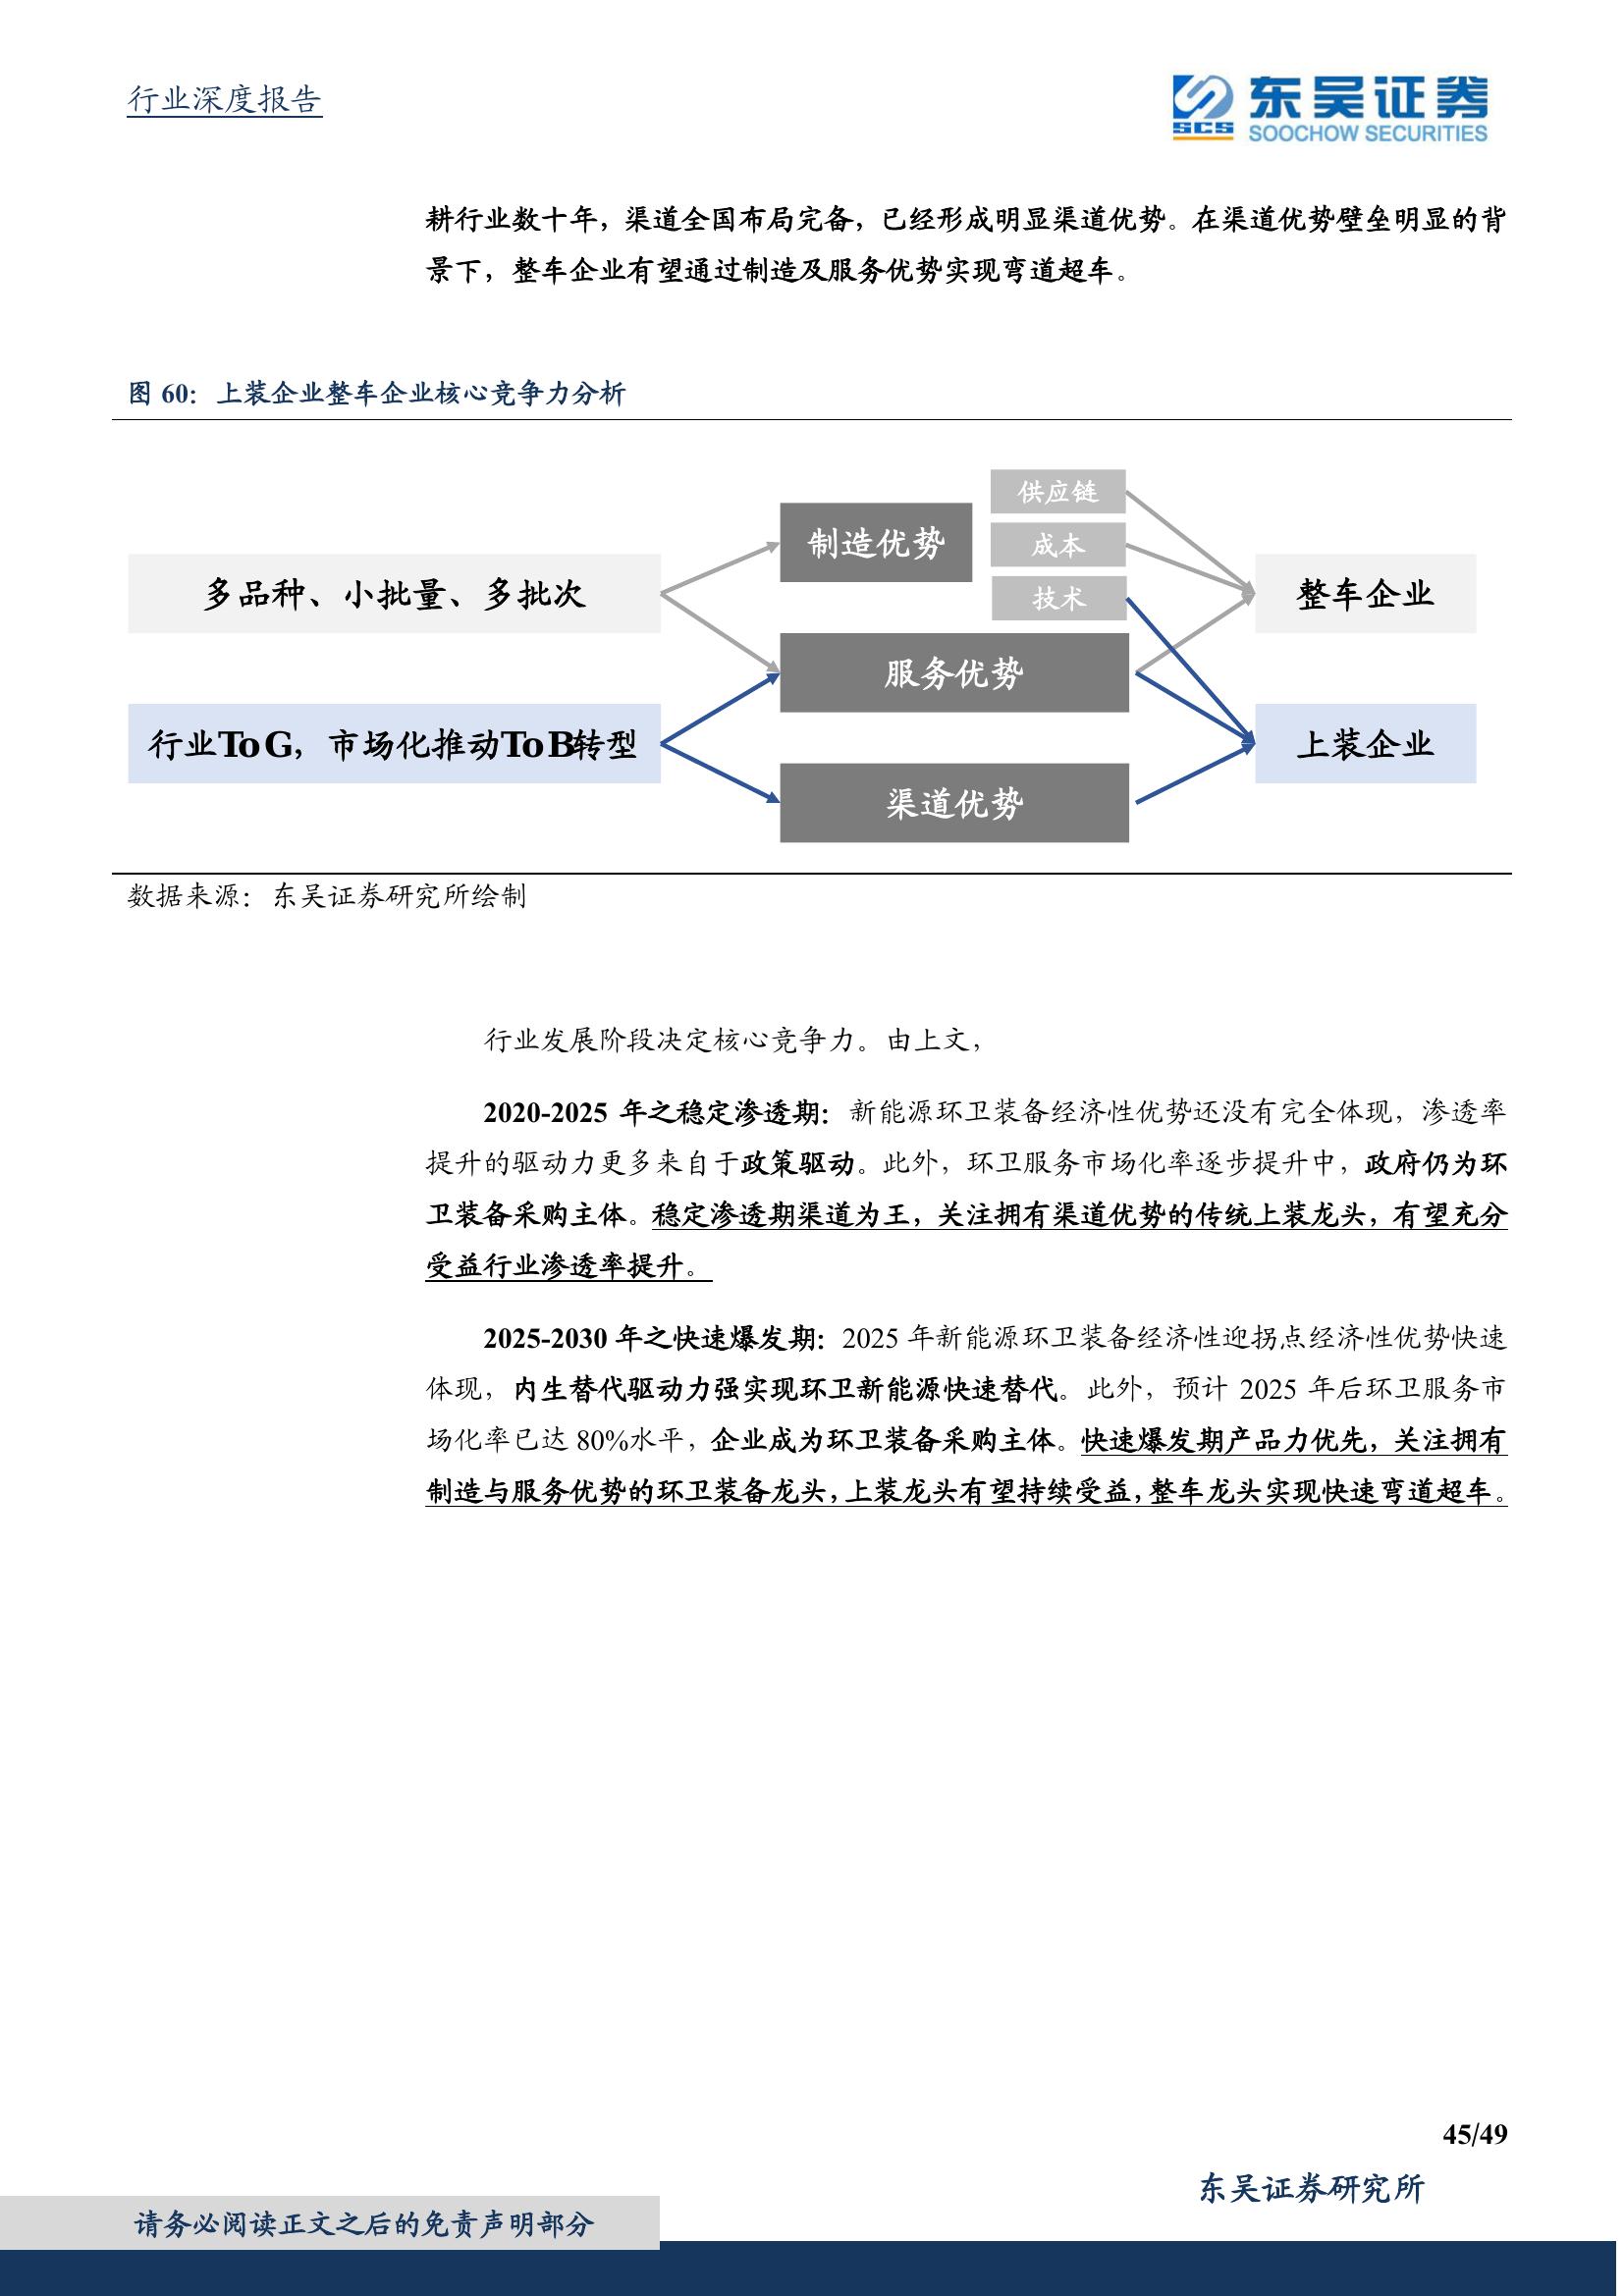 行业深度报告
SCS
东吴证券
SOOCHOW SECURITIES
耕行业数十年，渠道全国布局完备，已经形成明显渠道优势。在渠道优势壁垒明显的背
景下，整车企业有望通过制造及服务优势实现弯道超车。
图 60：上装企业整车企业核心竞争力分析
供应链
制造优势
成本
多品种、小批量、多批次
技术
整车企业
服务优势
行业To G，市场化推动To B转型
上装企业
渠道优势
数据来源：东吴证券研究所绘制
行业发展阶段决定核心竞争力。由上文，
2020-2025 年之稳定渗透期：新能源环卫装备经济性优势还没有完全体现，渗透率
提升的驱动力更多来自于政策驱动。此外，环卫服务市场化率逐步提升中，政府仍为环
卫装备采购主体。稳定渗透期渠道为王，关注拥有渠道优势的传统上装龙头，有望充分
受益行业渗透率提升。
2025-2030 年之快速爆发期：2025 年新能源环卫装备经济性迎拐点经济性优势快速
体现，内生替代驱动力强实现环卫新能源快速替代。此外，预计 2025 年后环卫服务市
场化率已达 80%水平，企业成为环卫装备采购主体。快速爆发期产品力优先，关注拥有
制造与服务优势的环卫装备龙头，上装龙头有望持续受益，整车龙头实现快速弯道超车。
45/49
东吴证券研究所
请务必阅读正文之后的免责声明部分